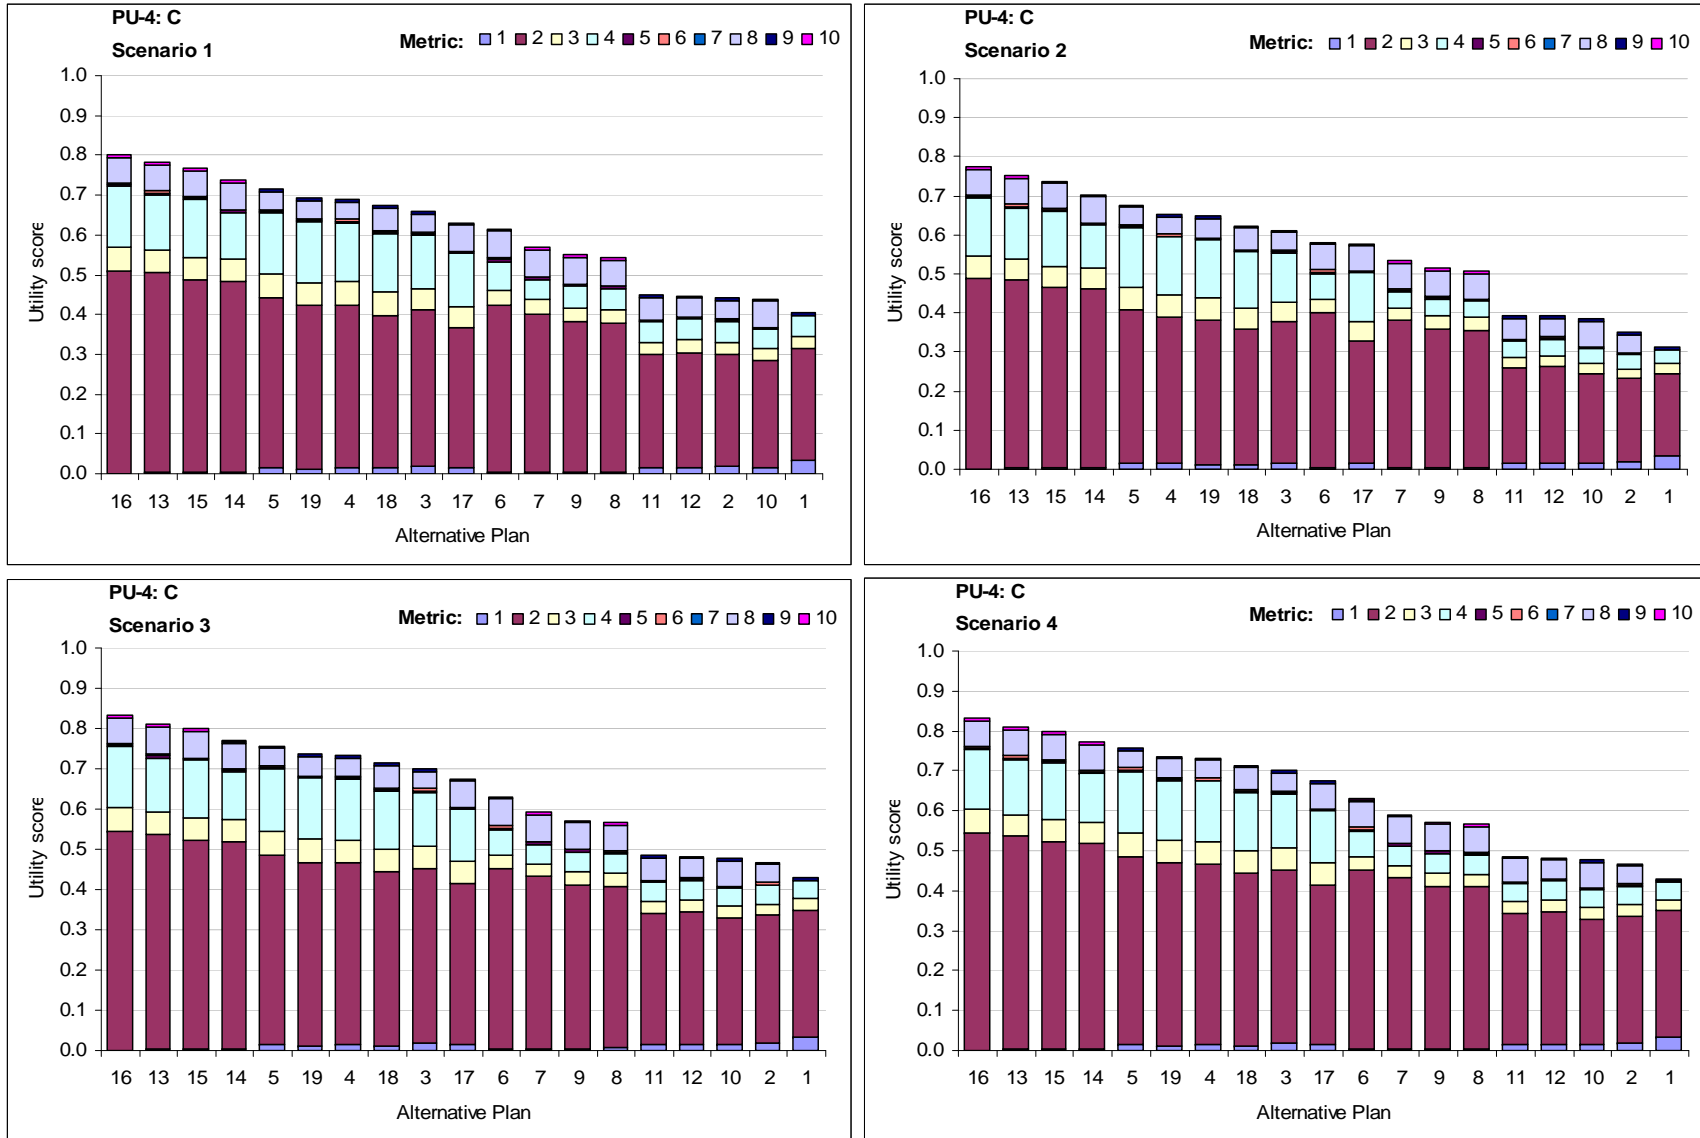 PU-4: C
Scenario 1
Metric: 1 2 3 4 5 6 7 8 9 10
1.0
0.9
0.8
0.7
0.6
0.5
0.4
0.3
0.2
0.1
0.0
Utility score
16 13 15 14 5 19 4 18 3 17 6 7 9 8 11 12 2 10 1
Alternative Plan
PU-4: C
Scenario 2
Metric: 1 2 3 4 5 6 7 8 9 10
1.0
0.9
0.8
0.7
0.6
0.5
0.4
0.3
0.2
0.1
0.0
Utility score
16 13 15 14 5 4 19 18 3 6 17 7 9 8 11 12 10 2 1
Alternative Plan
PU-4: C
Scenario 3
Metric: 1 2 3 4 5 6 7 8 9 10
1.0
0.9
0.8
0.7
0.6
0.5
0.4
0.3
0.2
0.1
0.0
Utility score
16 13 15 14 5 19 4 18 3 17 6 7 9 8 11 12 10 2 1
Alternative Plan
PU-4: C
Scenario 4
Metric: 1 2 3 4 5 6 7 8 9 10
1.0
0.9
0.8
0.7
0.6
0.5
0.4
0.3
0.2
0.1
0.0
Utility score
16 13 15 14 5 19 4 18 3 17 6 7 9 8 11 12 10 2 1
Alternative Plan